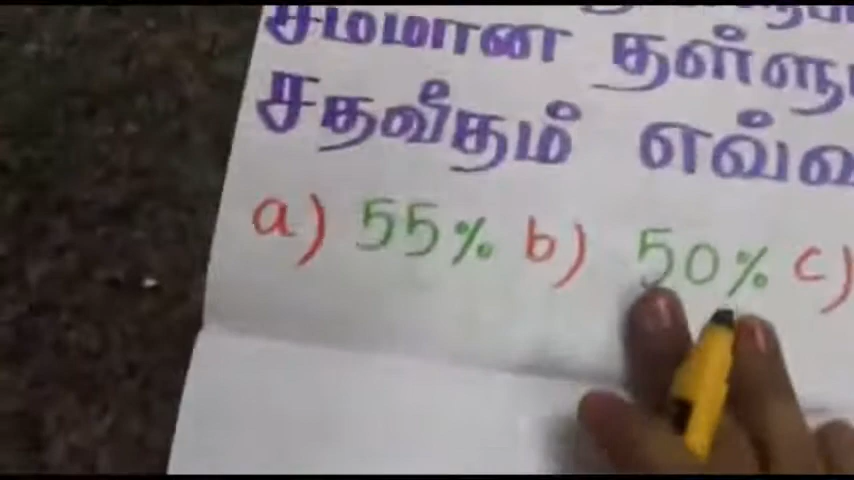 சமமான தள்ளு
சதவீதம் எவ்வ
a) 55% b) 50% c)